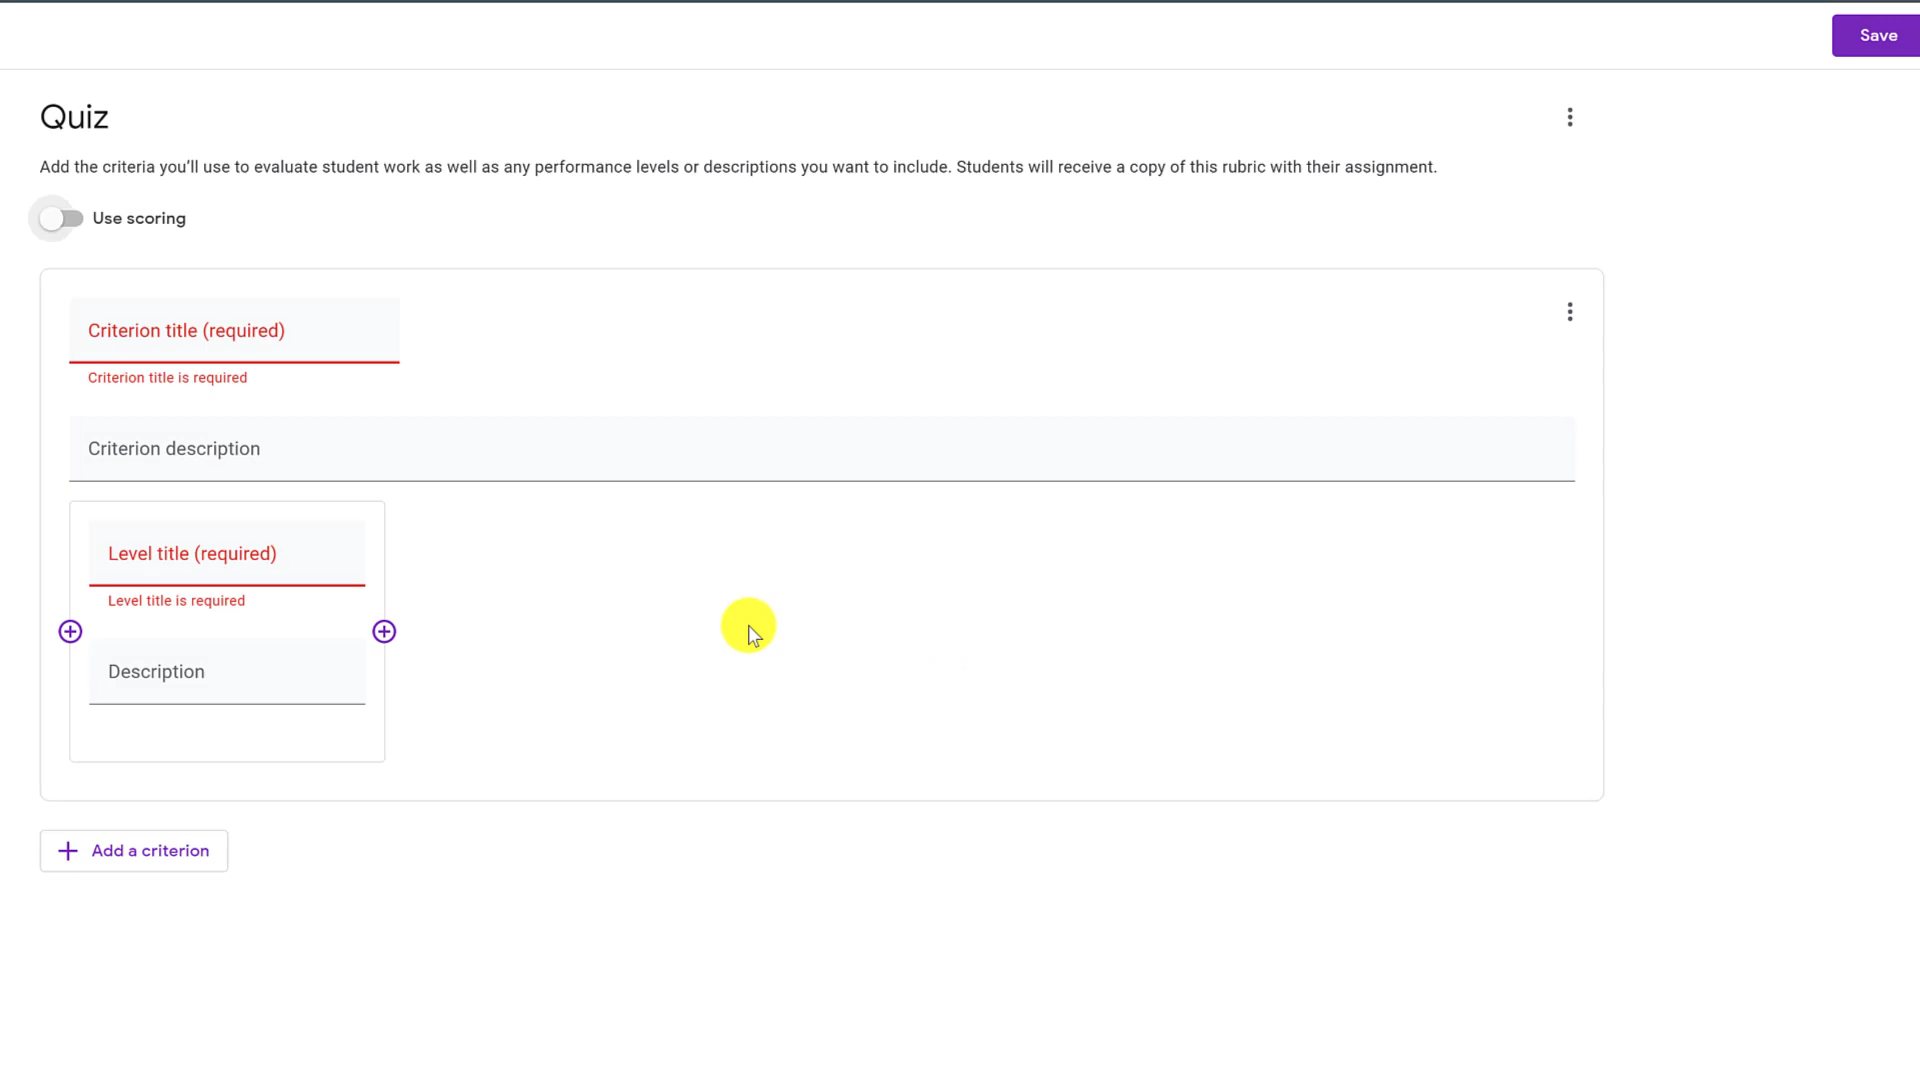 Save
Quiz
Add the criteria you’ll use to evaluate student work as well as any performance levels or descriptions you want to include. Students will receive a copy of this rubric with their assignment.
Use scoring
Criterion title (required)
Criterion title is required
Criterion description
Level title (required)
Level title is required
Description
Add a criterion